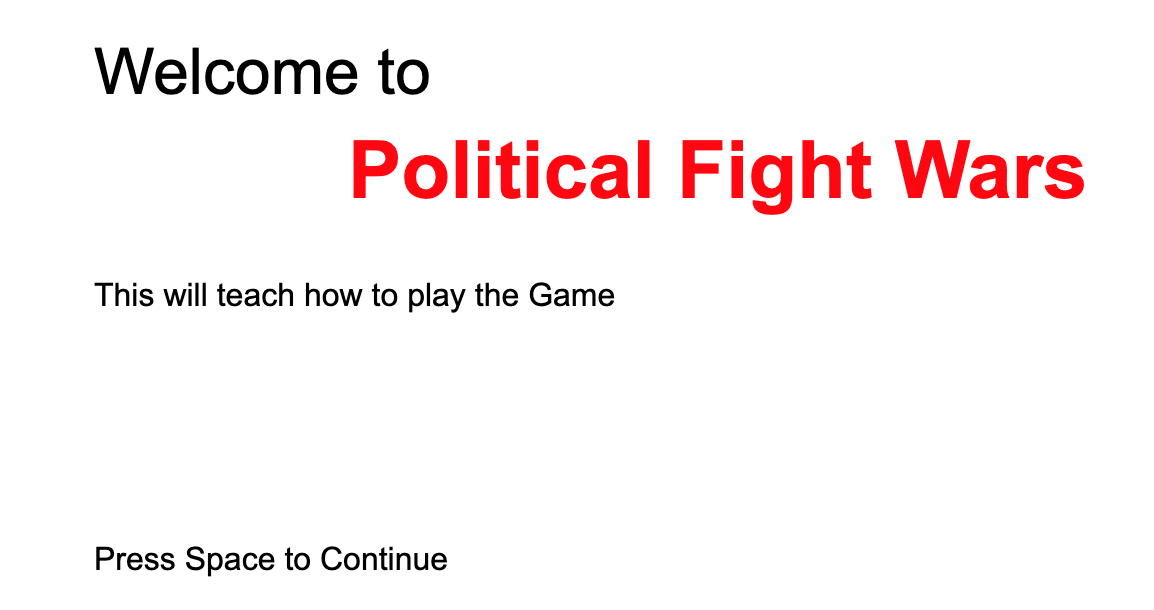 Welcome to
Political Fight Wars
This will teach how to play the Game
Press Space to Continue